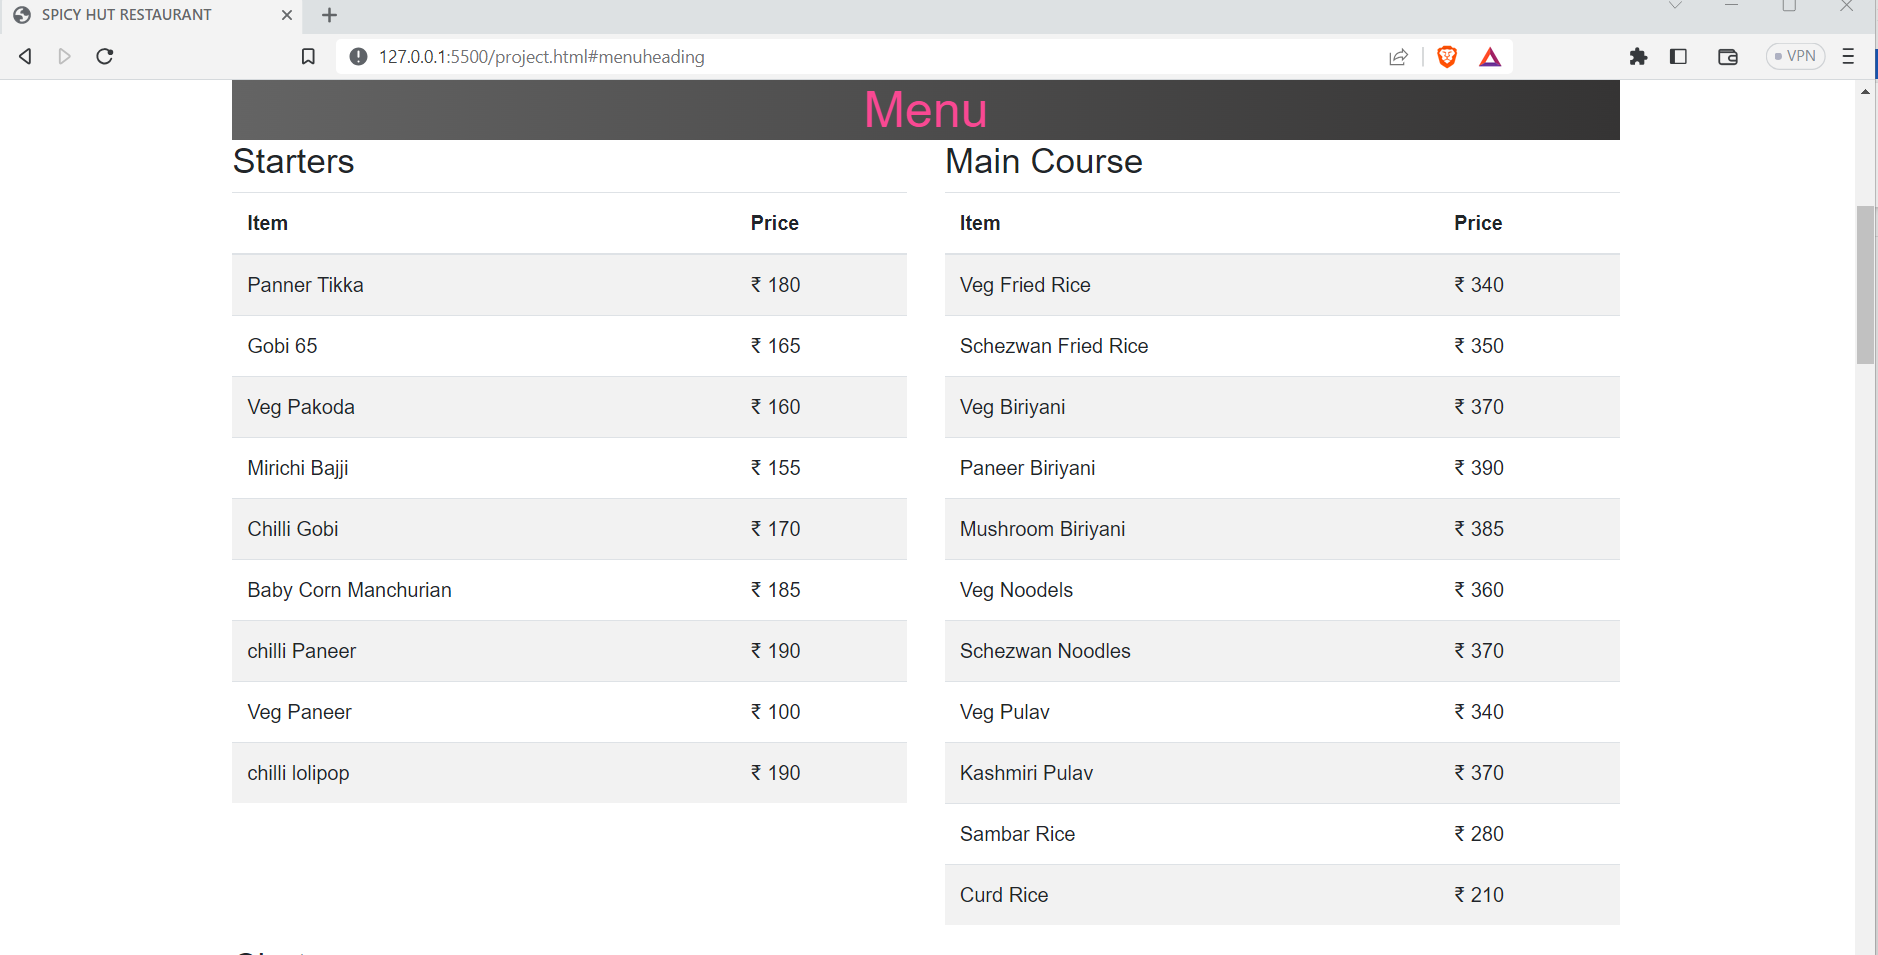 SPICY HUT RESTAURANT
127.0.0.1:5500/project.html#menuheading
VPN
Menu
Starters
Item Price
Panner Tikka ₹ 180
Gobi 65 ₹ 165
Veg Pakoda ₹ 160
Mirichi Bajji ₹ 155
Chilli Gobi ₹ 170
Baby Corn Manchurian ₹ 185
chilli Paneer ₹ 190
Veg Paneer ₹ 100
chilli lolipop ₹ 190
Main Course
Item Price
Veg Fried Rice ₹ 340
Schezwan Fried Rice ₹ 350
Veg Biriyani ₹ 370
Paneer Biriyani ₹ 390
Mushroom Biriyani ₹ 385
Veg Noodels ₹ 360
Schezwan Noodles ₹ 370
Veg Pulav ₹ 340
Kashmiri Pulav ₹ 370
Sambar Rice ₹ 280
Curd Rice ₹ 210